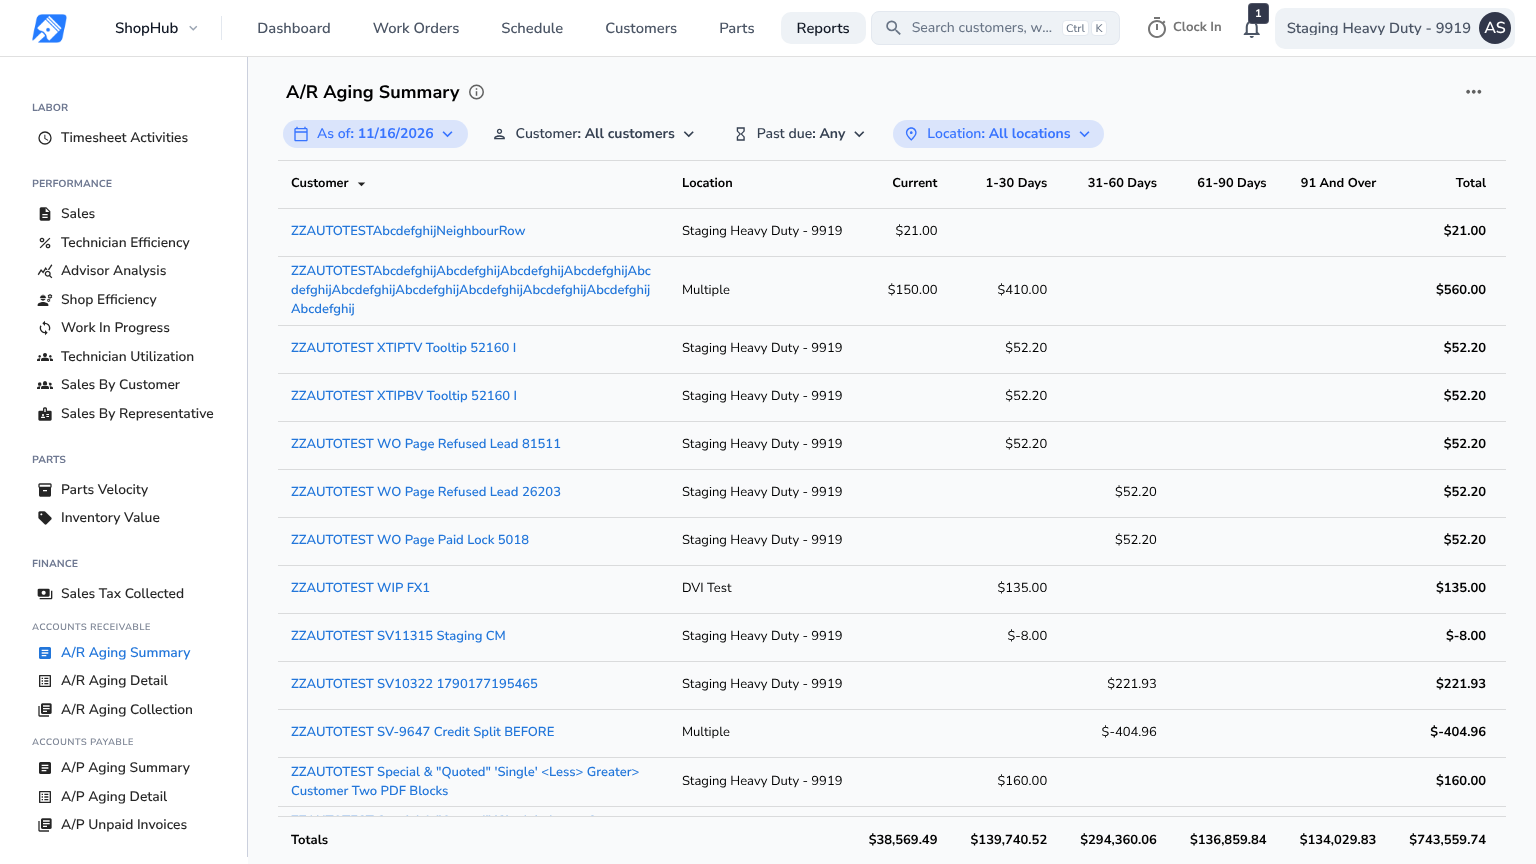 ShopHub
Dashboard
Work Orders
Schedule
Customers
Parts
Reports
Search customers, w... Ctrl K
Clock In
1
Staging Heavy Duty - 9919 AS
LABOR
Timesheet Activities
PERFORMANCE
Sales
Technician Efficiency
Advisor Analysis
Shop Efficiency
Work In Progress
Technician Utilization
Sales By Customer
Sales By Representative
PARTS
Parts Velocity
Inventory Value
FINANCE
Sales Tax Collected
ACCOUNTS RECEIVABLE
A/R Aging Summary
A/R Aging Detail
A/R Aging Collection
ACCOUNTS PAYABLE
A/P Aging Summary
A/P Aging Detail
A/P Unpaid Invoices
A/R Aging Summary
As of: 11/16/2026 Customer: All customers Past due: Any Location: All locations
Customer Location Current 1-30 Days 31-60 Days 61-90 Days 91 And Over Total
ZZAUTOTESTAbcdefghijNeighbourRow Staging Heavy Duty - 9919 $21.00 $21.00
ZZAUTOTESTAbcdefghijAbcdefghijAbcdefghijAbcdefghijAbc
defghijAbcdefghijAbcdefghijAbcdefghijAbcdefghijAbcdefghij
Abcdefghij
Multiple $150.00 $410.00 $560.00
ZZAUTOTEST XTIPTV Tooltip 52160 I Staging Heavy Duty - 9919 $52.20 $52.20
ZZAUTOTEST XTIPBV Tooltip 52160 I Staging Heavy Duty - 9919 $52.20 $52.20
ZZAUTOTEST WO Page Refused Lead 81511 Staging Heavy Duty - 9919 $52.20 $52.20
ZZAUTOTEST WO Page Refused Lead 26203 Staging Heavy Duty - 9919 $52.20 $52.20
ZZAUTOTEST WO Page Paid Lock 5018 Staging Heavy Duty - 9919 $52.20 $52.20
ZZAUTOTEST WIP FX1 DVI Test $135.00 $135.00
ZZAUTOTEST SV11315 Staging CM Staging Heavy Duty - 9919 $-8.00 $-8.00
ZZAUTOTEST SV10322 1790177195465 Staging Heavy Duty - 9919 $221.93 $221.93
ZZAUTOTEST SV-9647 Credit Split BEFORE Multiple $-404.96 $-404.96
ZZAUTOTEST Special & "Quoted" 'Single' <Less> Greater>
Customer Two PDF Blocks
Staging Heavy Duty - 9919 $160.00 $160.00
Totals $38,569.49 $139,740.52 $294,360.06 $136,859.84 $134,029.83 $743,559.74